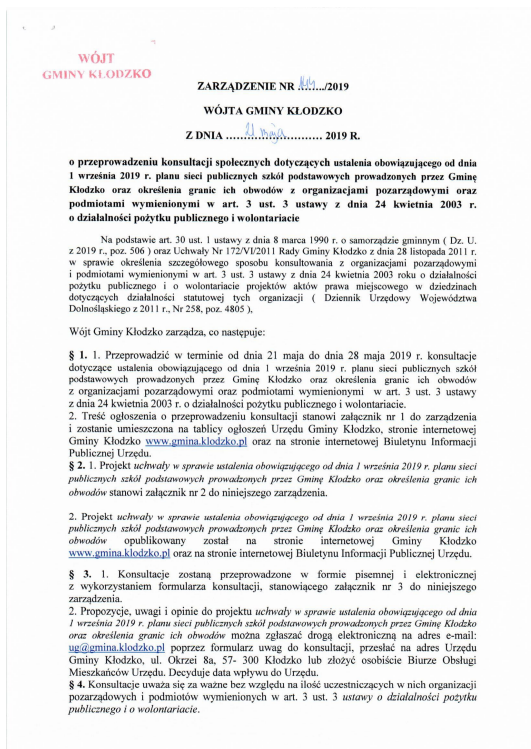 WÓJT
GMINY KŁODZKO
ZARZĄDZENIE NR ......../2019
WÓJTA GMINY KŁODZKO
Z DNIA ....21 maja.... 2019 R.
o przeprowadzeniu konsultacji społecznych dotyczących ustalenia obowiązującego od dnia
1 września 2019 r. planu sieci publicznych szkół podstawowych prowadzonych przez Gminę
Kłodzko oraz określenia granic ich obwodów z organizacjami pozarządowymi oraz
podmiotami wymienionymi w art. 3 ust. 3 ustawy z dnia 24 kwietnia 2003 r.
o działalności pożytku publicznego i wolontariacie
Na podstawie art. 30 ust. 1 ustawy z dnia 8 marca 1990 r. o samorządzie gminnym ( Dz. U.
z 2019 r., poz. 506 ) oraz Uchwały Nr 172/VI/2011 Rady Gminy Kłodzko z dnia 28 listopada 2011 r.
w sprawie określenia szczegółowego sposobu konsultowania z organizacjami pozarządowymi
i podmiotami wymienionymi w art. 3 ust. 3 ustawy z dnia 24 kwietnia 2003 roku o działalności
pożytku publicznego i o wolontariacie projektów aktów prawa miejscowego w dziedzinach
dotyczących działalności statutowej tych organizacji ( Dziennik Urzędowy Województwa
Dolnośląskiego z 2011 r., Nr 258, poz. 4805 ),
Wójt Gminy Kłodzko zarządza, co następuje:
§ 1. 1. Przeprowadzić w terminie od dnia 21 maja do dnia 28 maja 2019 r. konsultacje
dotyczące ustalenia obowiązującego od dnia 1 września 2019 r. planu sieci publicznych szkół
podstawowych prowadzonych przez Gminę Kłodzko oraz określenia granic ich obwodów
z organizacjami pozarządowymi oraz podmiotami wymienionymi w art. 3 ust. 3 ustawy
z dnia 24 kwietnia 2003 r. o działalności pożytku publicznego i wolontariacie.
2. Treść ogłoszenia o przeprowadzeniu konsultacji stanowi załącznik nr 1 do zarządzenia
i zostanie umieszczona na tablicy ogłoszeń Urzędu Gminy Kłodzko, stronie internetowej
Gminy Kłodzko www.gmina.klodzko.pl oraz na stronie internetowej Biuletynu Informacji
Publicznej Urzędu.
§ 2. 1. Projekt uchwały w sprawie ustalenia obowiązującego od dnia 1 września 2019 r. planu sieci
publicznych szkół podstawowych prowadzonych przez Gminę Kłodzko oraz określenia granic ich
obwodów stanowi załącznik nr 2 do niniejszego zarządzenia.
2. Projekt uchwały w sprawie ustalenia obowiązującego od dnia 1 września 2019 r. planu sieci
publicznych szkół podstawowych prowadzonych przez Gminę Kłodzko oraz określenia granic ich
obwodów opublikowany został na stronie internetowej Gminy Kłodzko
www.gmina.klodzko.pl oraz na stronie internetowej Biuletynu Informacji Publicznej Urzędu.
§ 3. 1. Konsultacje zostaną przeprowadzone w formie pisemnej i elektronicznej
z wykorzystaniem formularza konsultacji, stanowiącego załącznik nr 3 do niniejszego
zarządzenia.
2. Propozycje, uwagi i opinie do projektu uchwały w sprawie ustalenia obowiązującego od dnia
1 września 2019 r. planu sieci publicznych szkół podstawowych prowadzonych przez Gminę Kłodzko
oraz określenia granic ich obwodów można zgłaszać drogą elektroniczną na adres e-mail:
ug@gmina.klodzko.pl poprzez formularz uwag do konsultacji, przesłać na adres Urzędu
Gminy Kłodzko, ul. Okrzei 8a, 57- 300 Kłodzko lub złożyć osobiście Biurze Obsługi
Mieszkańców Urzędu. Decyduje data wpływu do Urzędu.
§ 4. Konsultacje uważa się za ważne bez względu na ilość uczestniczących w nich organizacji
pozarządowych i podmiotów wymienionych w art. 3 ust. 3 ustawy o działalności pożytku
publicznego i o wolontariacie.